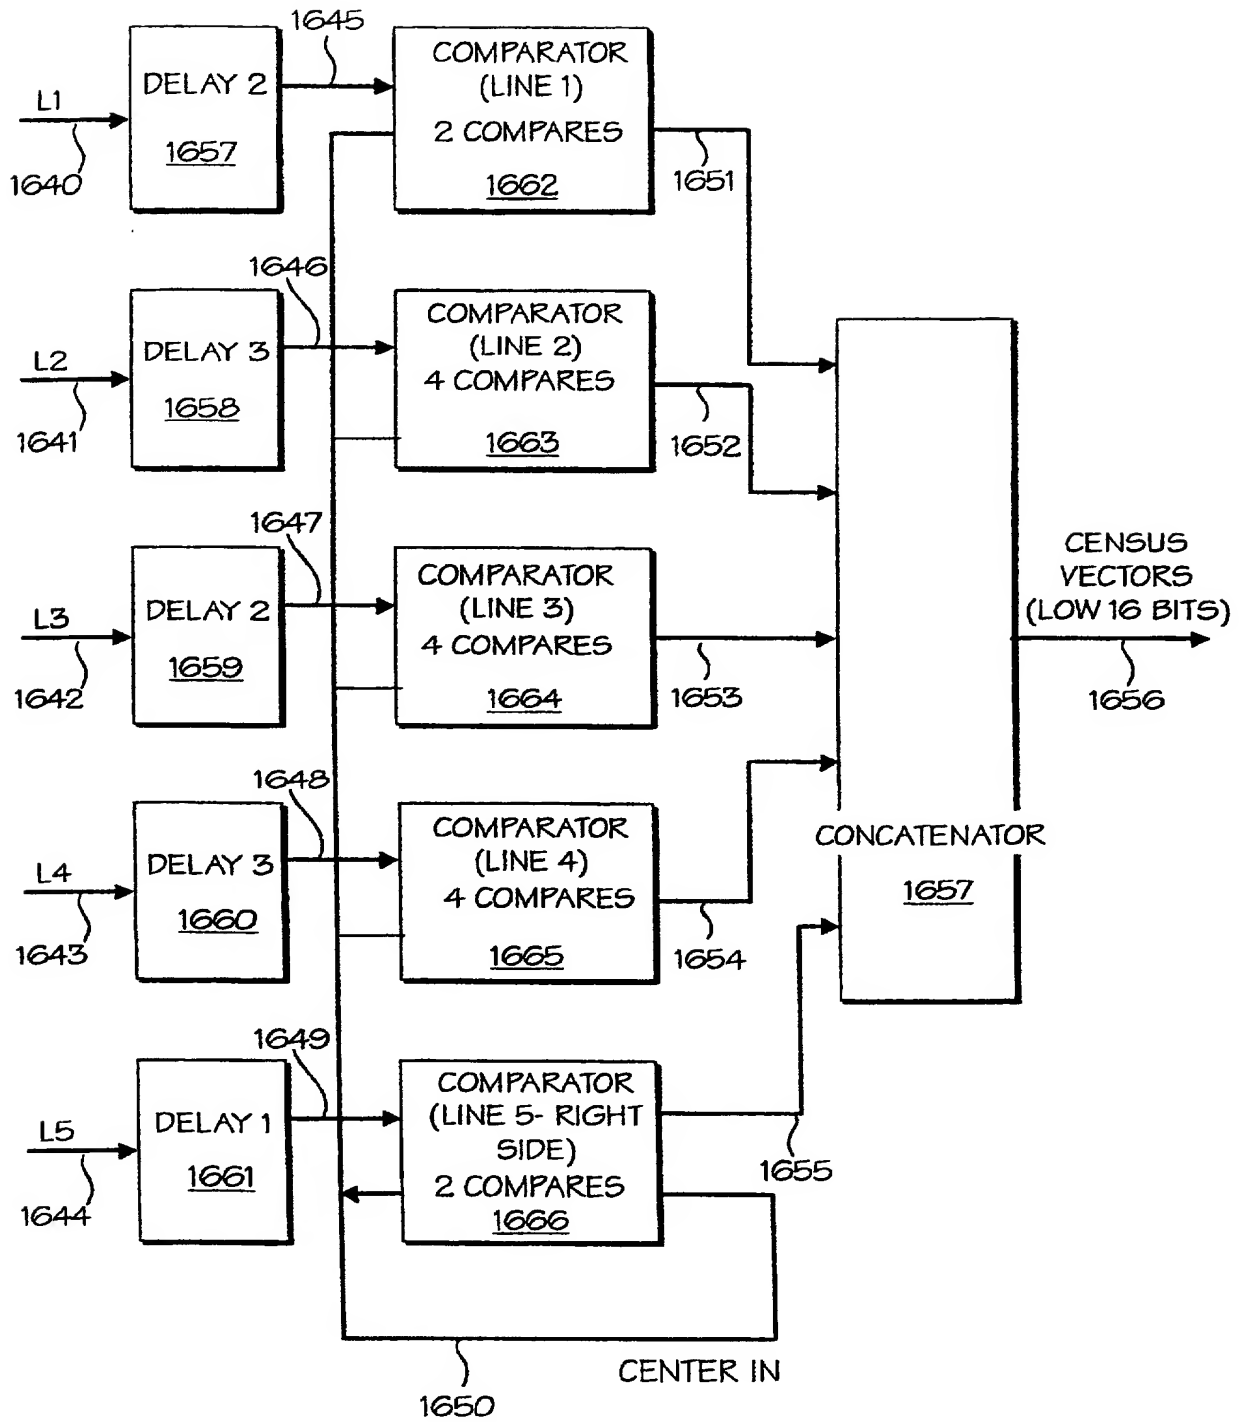 1645
L1
1640
DELAY 2
1657
COMPARATOR
(LINE 1)
2 COMPARES
1662
1651
1646
L2
1641
DELAY 3
1658
COMPARATOR
(LINE 2)
4 COMPARES
1663
1652
1647
L3
1642
DELAY 2
1659
COMPARATOR
(LINE 3)
4 COMPARES
1664
1653
CENSUS
VECTORS
(LOW 16 BITS)
1656
1648
L4
1643
DELAY 3
1660
COMPARATOR
(LINE 4)
4 COMPARES
1665
1654
CONCATENATOR
1657
1649
L5
1644
DELAY 1
1661
COMPARATOR
(LINE 5- RIGHT
SIDE)
2 COMPARES
1666
1655
CENTER IN
1650